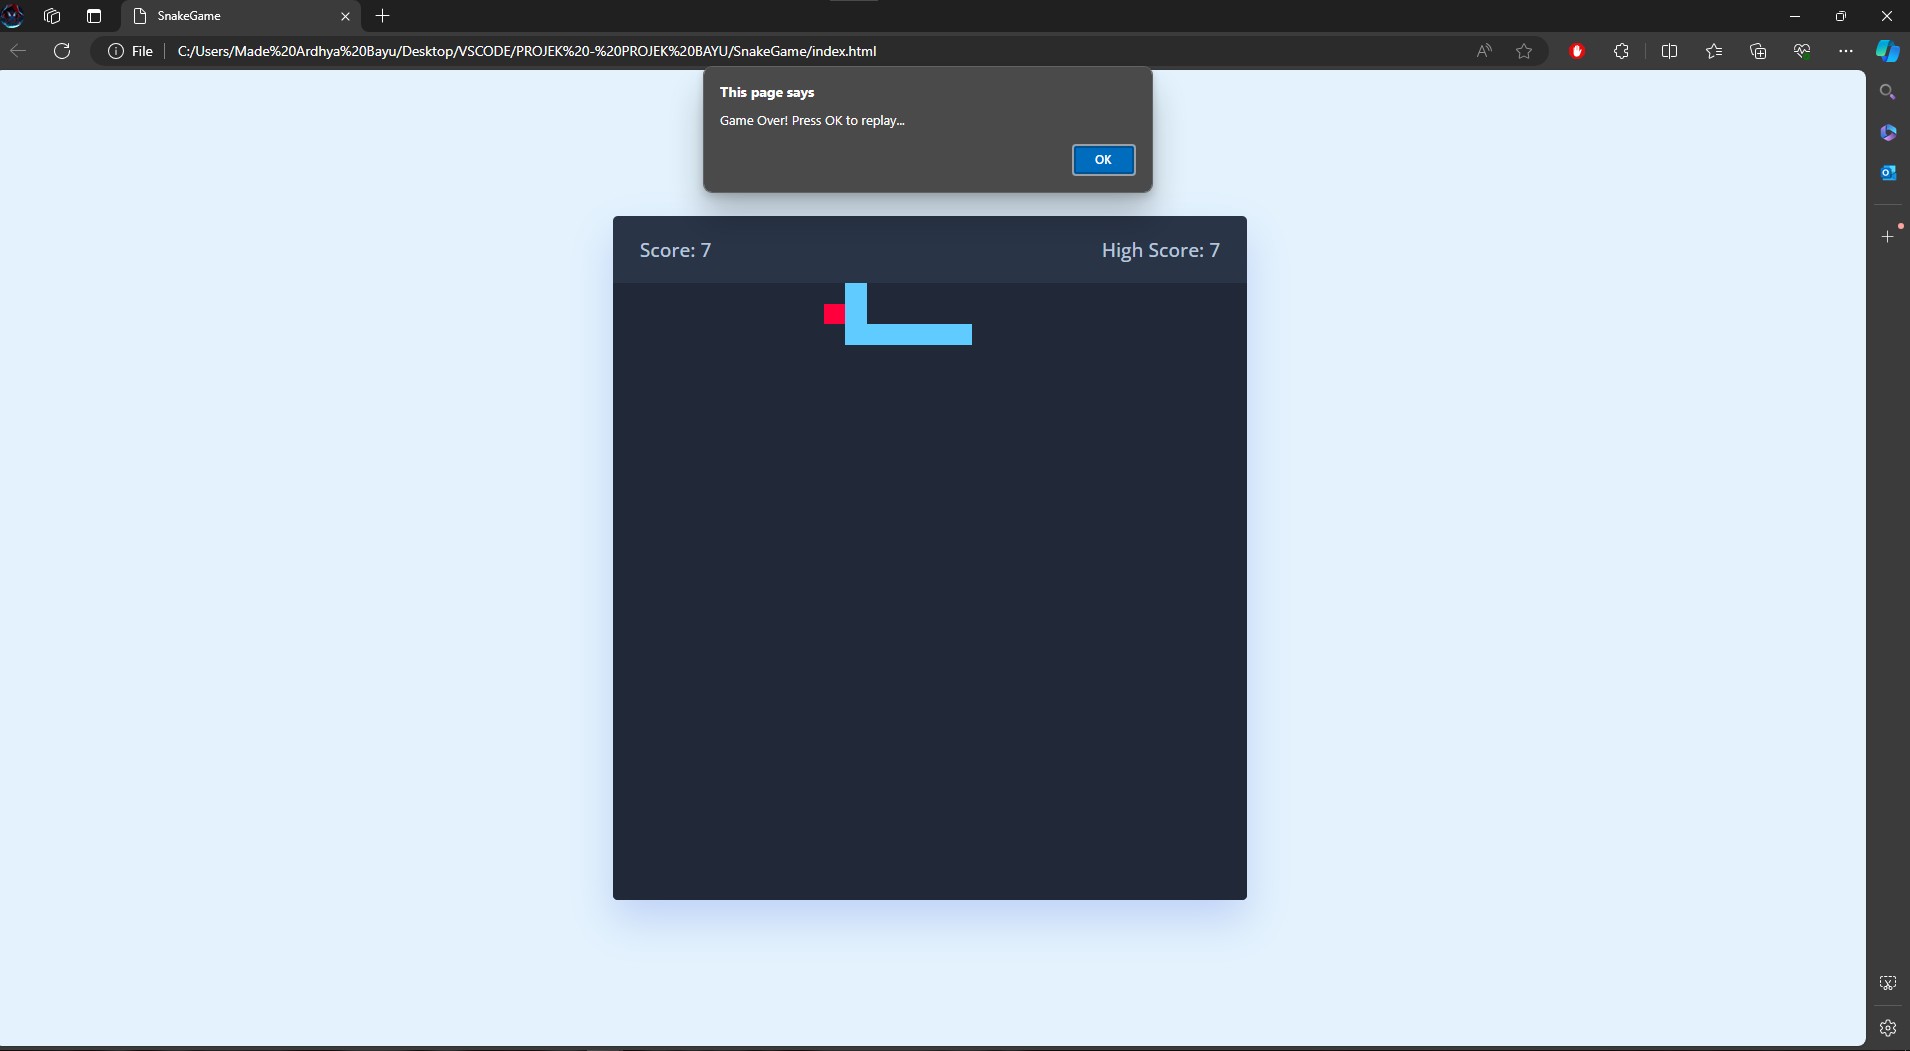 SnakeGame
File
C:/Users/Made%20Ardhya%20Bayu/Desktop/VSCODE/PROJEK%20-%20PROJEK%20BAYU/SnakeGame/index.html
This page says
Game Over! Press OK to replay...
OK
Score: 7
High Score: 7